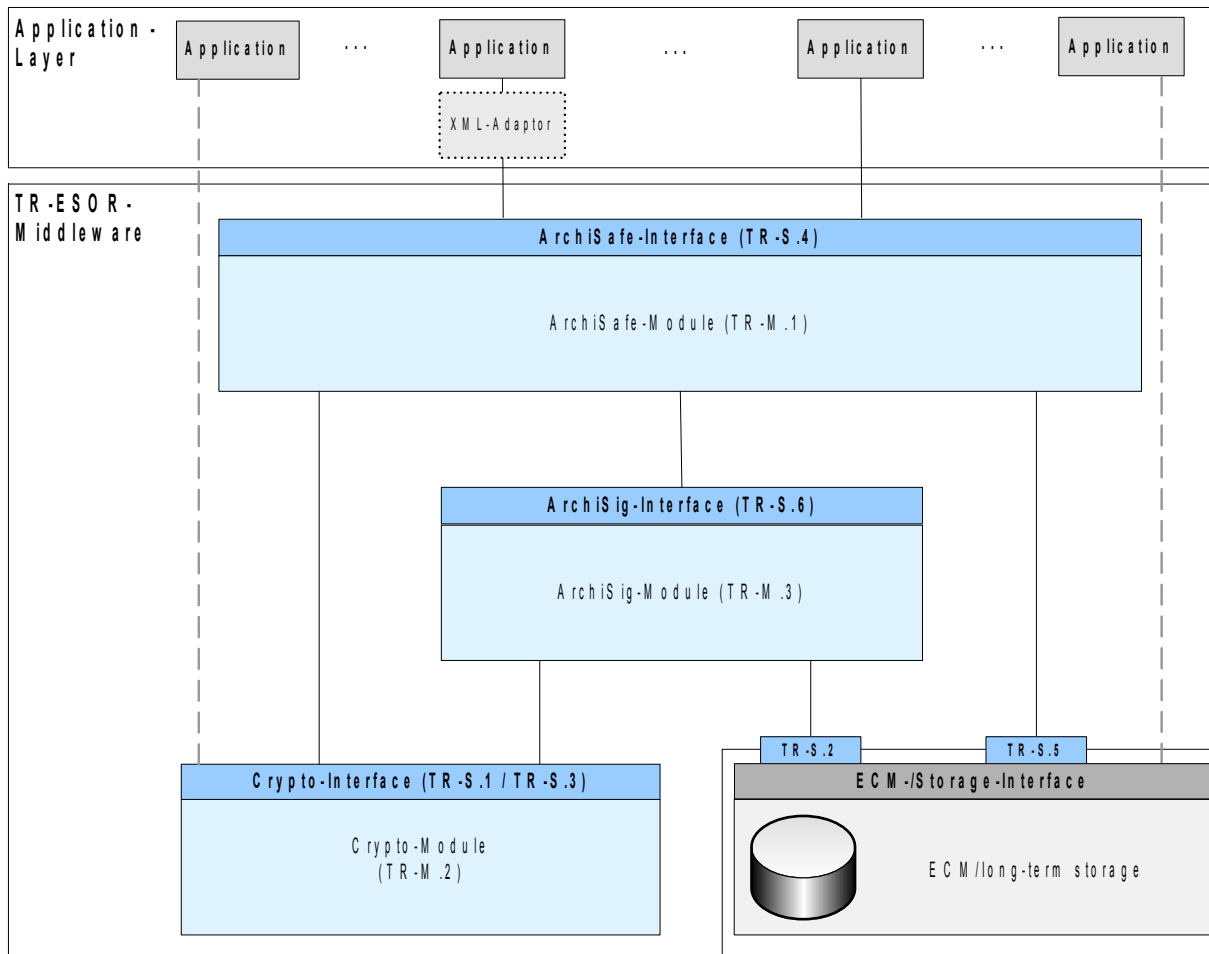 Application -
Layer
Application
...
Application
...
Application
...
Application
XML-Adaptor
TR-ESOR-
Middleware
ArchiSafe-Interface (TR-S.4)
ArchiSafe-Module (TR-M.1)
ArchiSig-Interface (TR-S.6)
ArchiSig-Module (TR-M.3)
TR-S.2
TR-S.5
Crypto-Interface (TR-S.1 / TR-S.3)
ECM-/Storage-Interface
Crypto-Module
(TR-M.2)
ECM/long-term storage